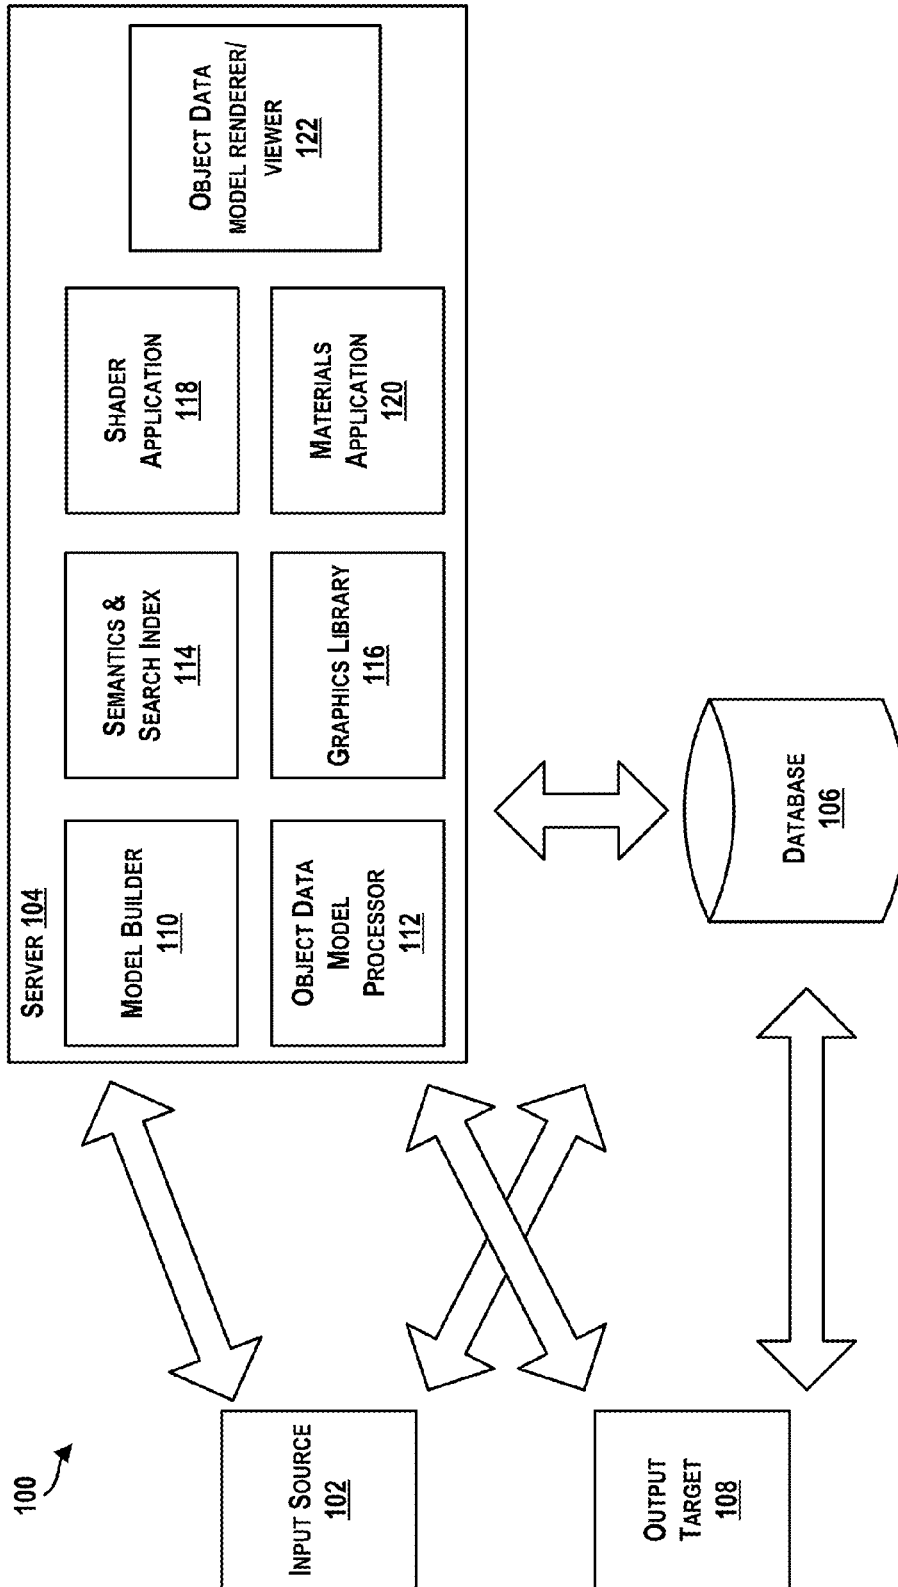 100
SERVER 104
MODEL BUILDER
110
SEMANTICS &
SEARCH INDEX
114
SHADER
APPLICATION
118
OBJECT DATA
MODEL RENDERER/
VIEWER
122
OBJECT DATA
MODEL
PROCESSOR
112
GRAPHICS LIBRARY
116
MATERIALS
APPLICATION
120
INPUT SOURCE
102
OUTPUT
TARGET
108
DATABASE
106